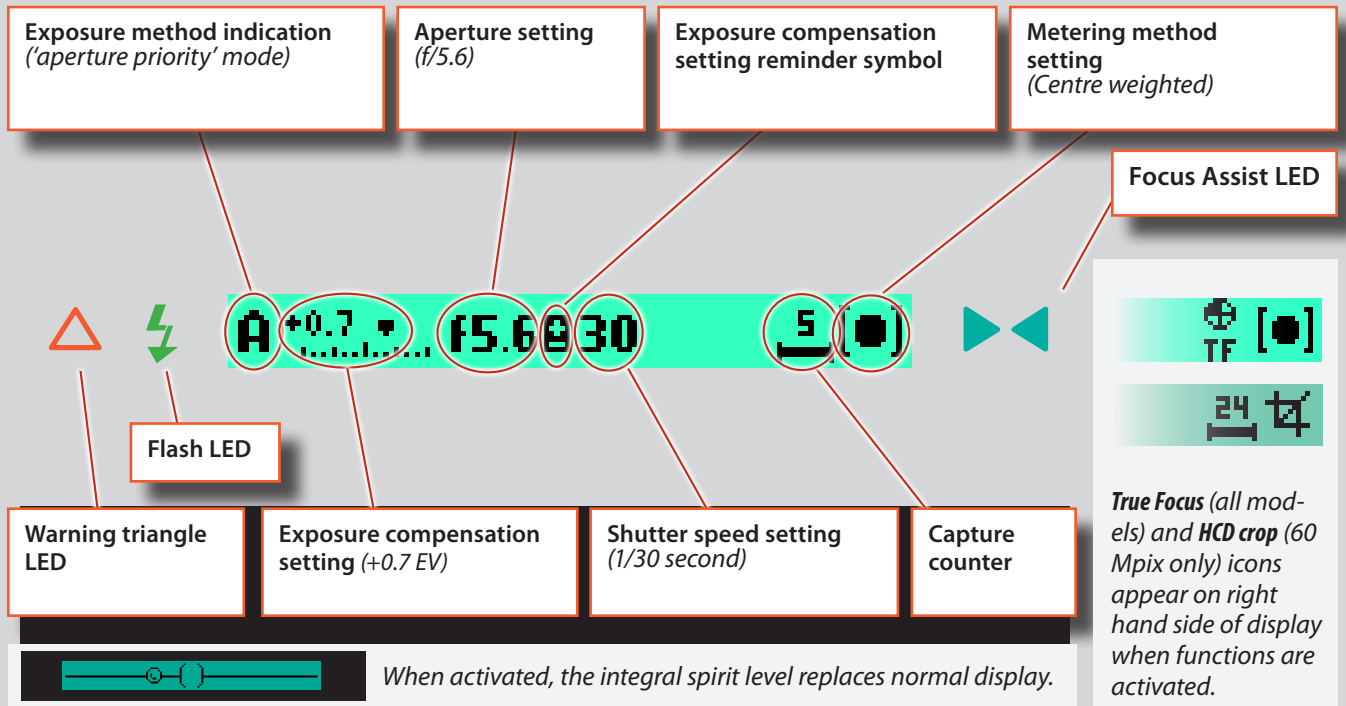 Exposure method indication
('aperture priority' mode)
Aperture setting
(f/5.6)
Exposure compensation
setting reminder symbol
Metering method
setting
(Centre weighted)
Focus Assist LED
A +0.7 f5.6 30 5 [●]
TF [●]
24
Flash LED
Warning triangle
LED
Exposure compensation
setting (+0.7 EV)
Shutter speed setting
(1/30 second)
Capture
counter
True Focus (all mod-
els) and HCD crop (60
Mpix only) icons
appear on right
hand side of display
when functions are
activated.
When activated, the integral spirit level replaces normal display.